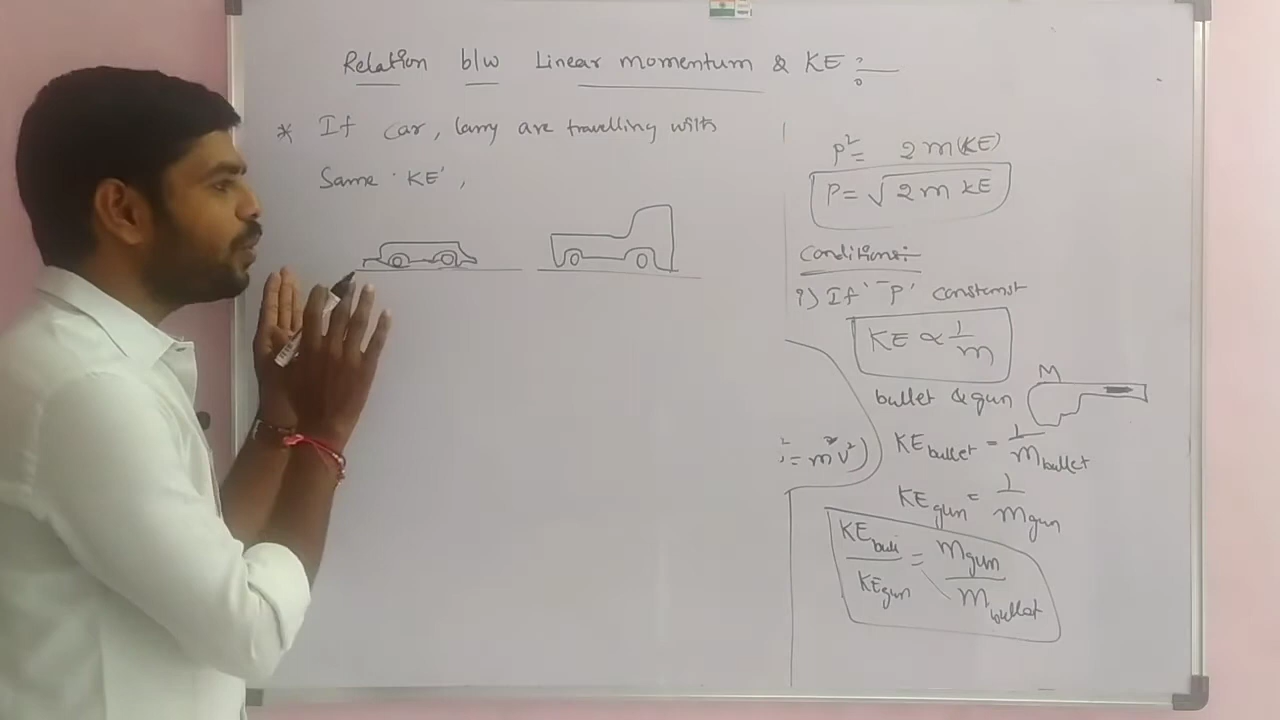 Relation b/w Linear momentum & KE :-
* If car, lorry are travelling with
Same 'KE',
P² = 2m(KE)
P = √2m KE
Conditions:-
i) If 'P' constant
KE ∝ 1/m
M
bullet & gun
= m²v²)
KE bullet = 1/m bullet
KE gun = 1/m gun
KE bull/KE gun = m gun/m bullet